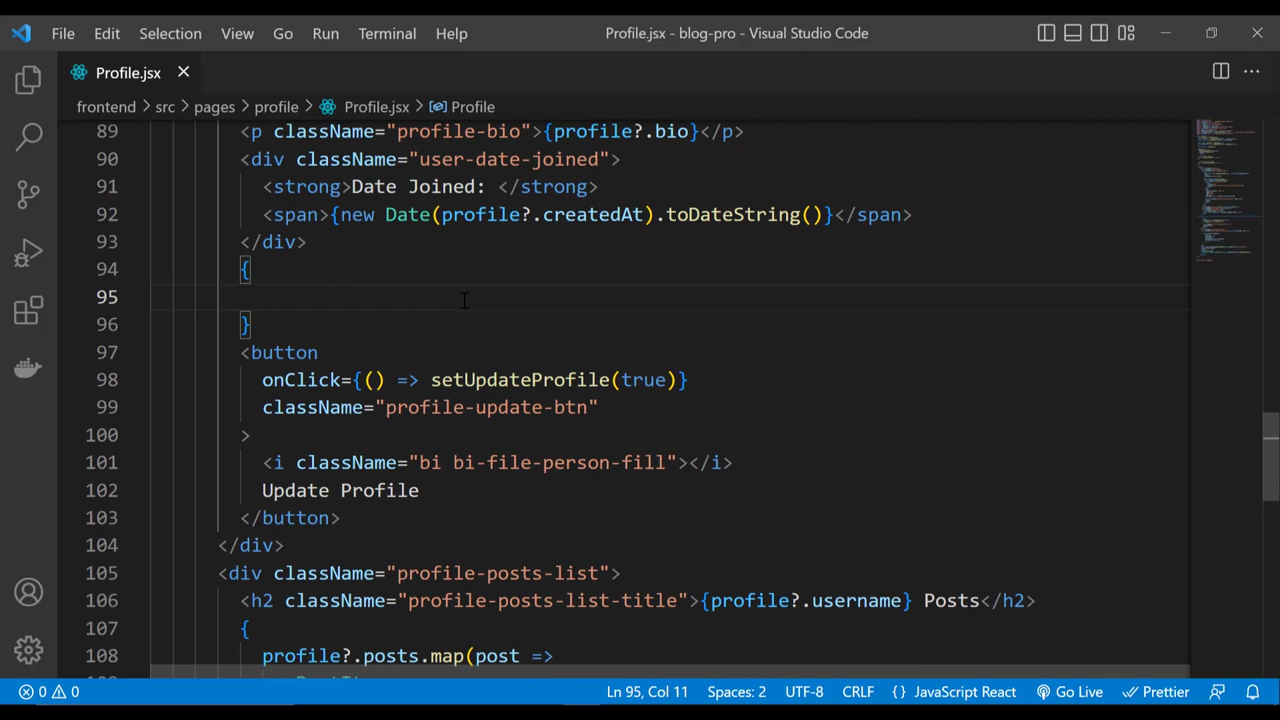 File Edit Selection View Go Run Terminal Help Profile.jsx - blog-pro - Visual Studio Code
Profile.jsx
frontend > src > pages > profile > Profile.jsx > Profile
89 <p className="profile-bio">{profile?.bio}</p>
90 <div className="user-date-joined">
91 <strong>Date Joined: </strong>
92 <span>{new Date(profile?.createdAt).toDateString()}</span>
93 </div>
94 {
95
96 }
97 <button
98 onClick={() => setUpdateProfile(true)}
99 className="profile-update-btn"
100 >
101 <i className="bi bi-file-person-fill"></i>
102 Update Profile
103 </button>
104 </div>
105 <div className="profile-posts-list">
106 <h2 className="profile-posts-list-title">{profile?.username} Posts</h2>
107 {
108 profile?.posts.map(post =>
0 0 Ln 95, Col 11 Spaces: 2 UTF-8 CRLF {} JavaScript React Go Live Prettier